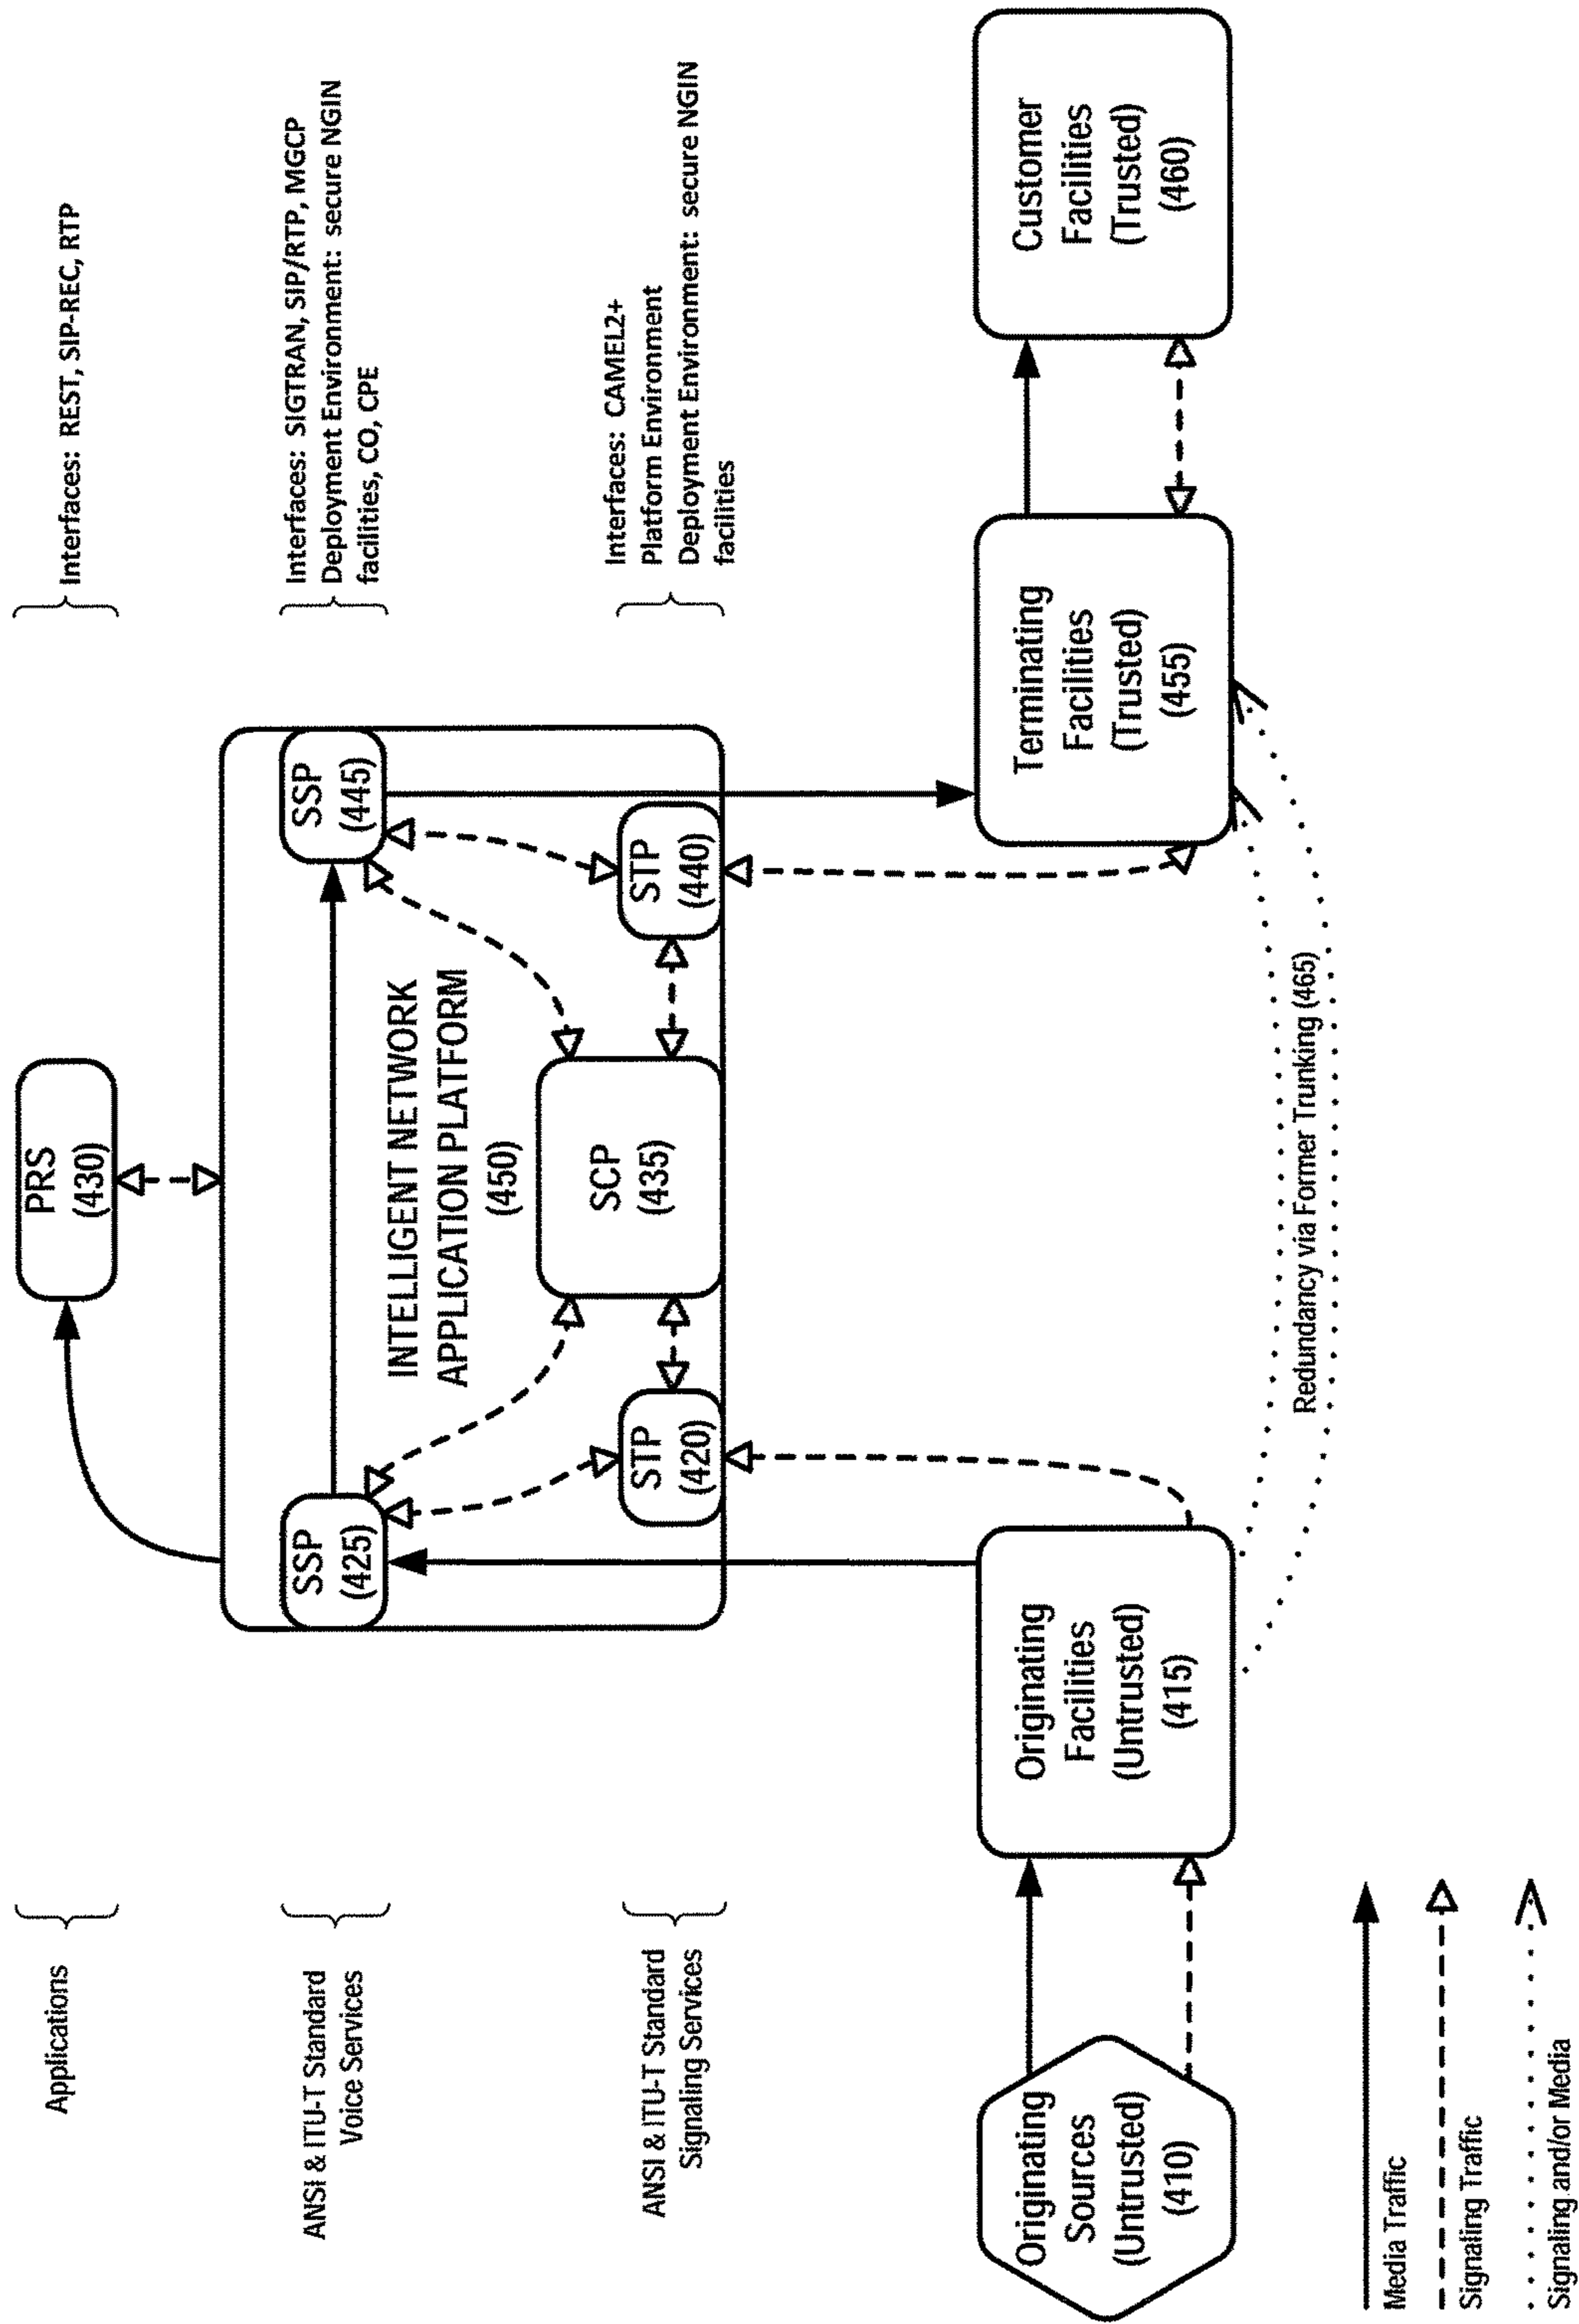 Applications
PRS
(430)
Interfaces: REST, SIP-REC, RTP
ANSI & ITU-T Standard
Voice Services
SSP
(425)
SSP
(445)
Interfaces: SIGTRAN, SIP/RTP, MGCP
Deployment Environment: secure NGIN
facilities, CO, CPE
INTELLIGENT NETWORK
APPLICATION PLATFORM
(450)
ANSI & ITU-T Standard
Signaling Services
STP
(420)
SCP
(435)
STP
(440)
Interfaces: CAMEL2+
Platform Environment
Deployment Environment: secure NGIN
facilities
Originating
Sources
(Untrusted)
(410)
Originating
Facilities
(Untrusted)
(415)
Terminating
Facilities
(Trusted)
(455)
Customer
Facilities
(Trusted)
(460)
Redundancy via Former Trunking (465)
Media Traffic
Signaling Traffic
Signaling and/or Media